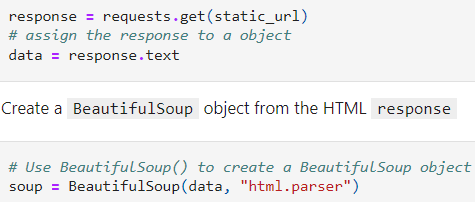 response = requests.get(static_url)
# assign the response to a object
data = response.text
Create a BeautifulSoup object from the HTML response
# Use BeautifulSoup() to create a BeautifulSoup object
soup = BeautifulSoup(data, "html.parser")